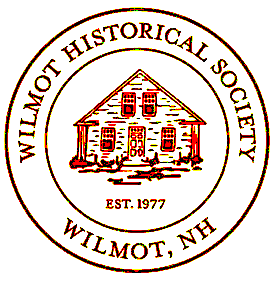 WILMOT HISTORICAL SOCIETY
EST. 1977
WILMOT, NH